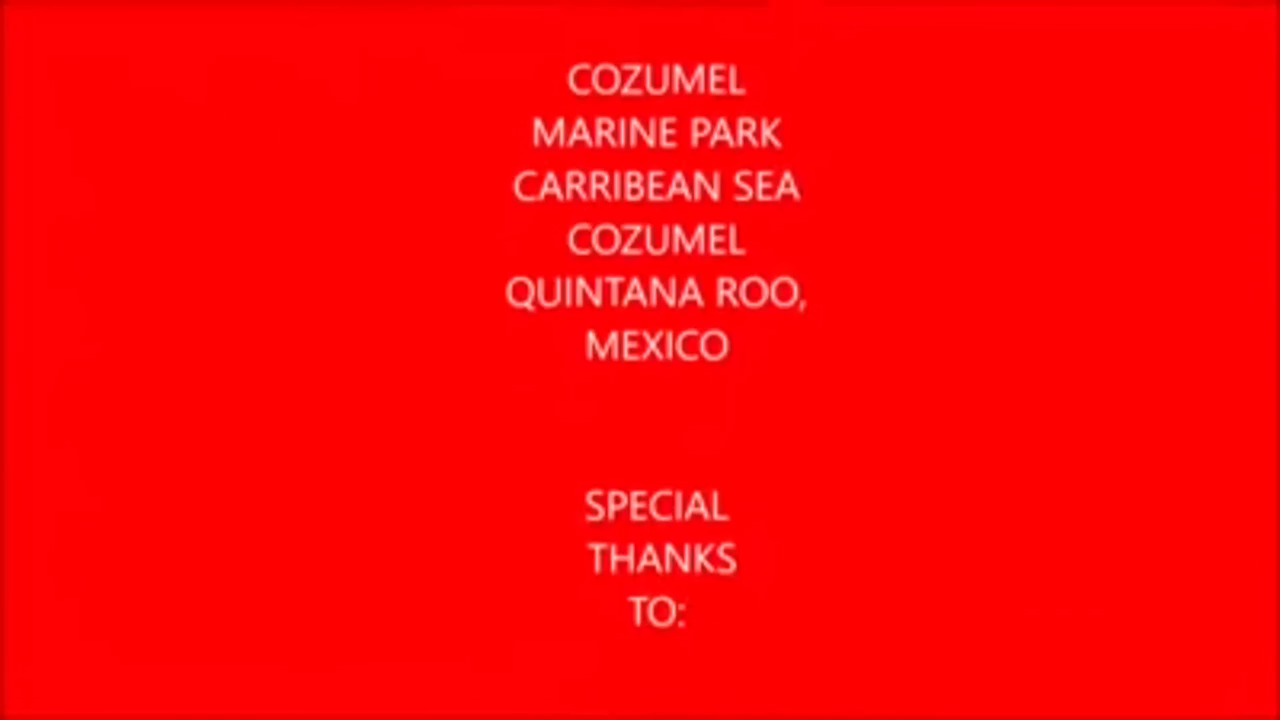 COZUMEL
MARINE PARK
CARRIBEAN SEA
COZUMEL
QUINTANA ROO,
MEXICO
SPECIAL
THANKS
TO: